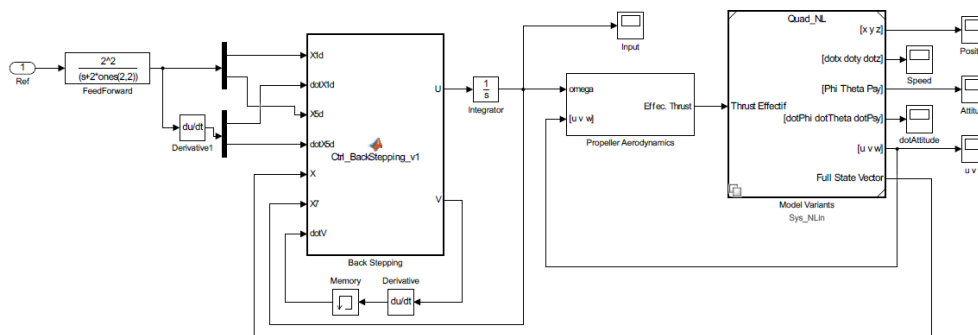 1
Ref
2^2
(s+2*ones(2,2))
FeedForward
du/dt
Derivative1
X1d
dotX1d
X5d
dotX5d
X
X7
dotV
U
V
Ctrl_BackStepping_v1
Back Stepping
Memory
Derivative
du/dt
1
s
Integrator
Input
omega
[u v w]
Effec. Thrust
Propeller Aerodynamics
Quad_NL
Thrust Effectif
[x y z]
[dotx doty dotz]
[Phi Theta Psy]
[dotPhi dotTheta dotPsy]
[u v w]
Full State Vector
Model Variants
Sys_NLin
Posit
Speed
Attitu
dotAttitude
u v